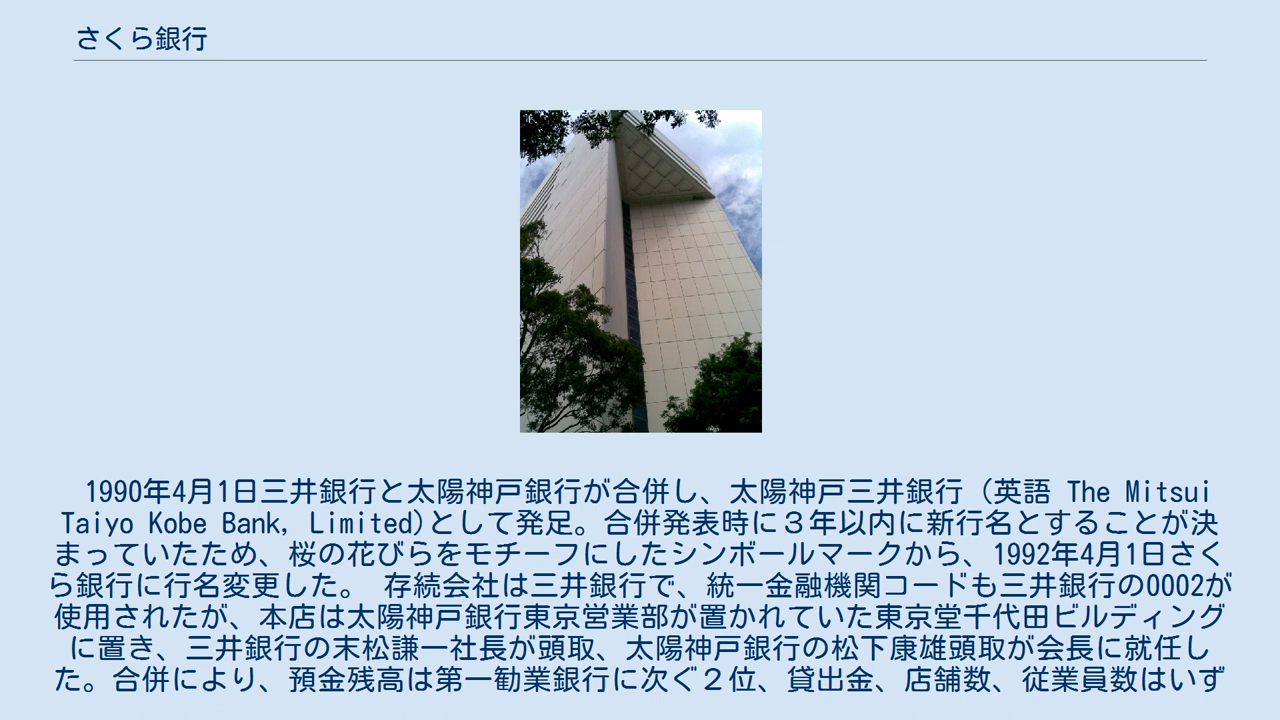 さくら銀行
1990年4月1日三井銀行と太陽神戸銀行が合併し、太陽神戸三井銀行 (英語 The Mitsui
Taiyo Kobe Bank, Limited)として発足。合併発表時に３年以内に新行名とすることが決
まっていたため、桜の花びらをモチーフにしたシンボールマークから、1992年4月1日さく
ら銀行に行名変更した。 存続会社は三井銀行で、統一金融機関コードも三井銀行の0002が
使用されたが、本店は太陽神戸銀行東京営業部が置かれていた東京堂千代田ビルディング
に置き、三井銀行の末松謙一社長が頭取、太陽神戸銀行の松下康雄頭取が会長に就任し
た。合併により、預金残高は第一勧業銀行に次ぐ２位、貸出金、店舗数、従業員数はいず